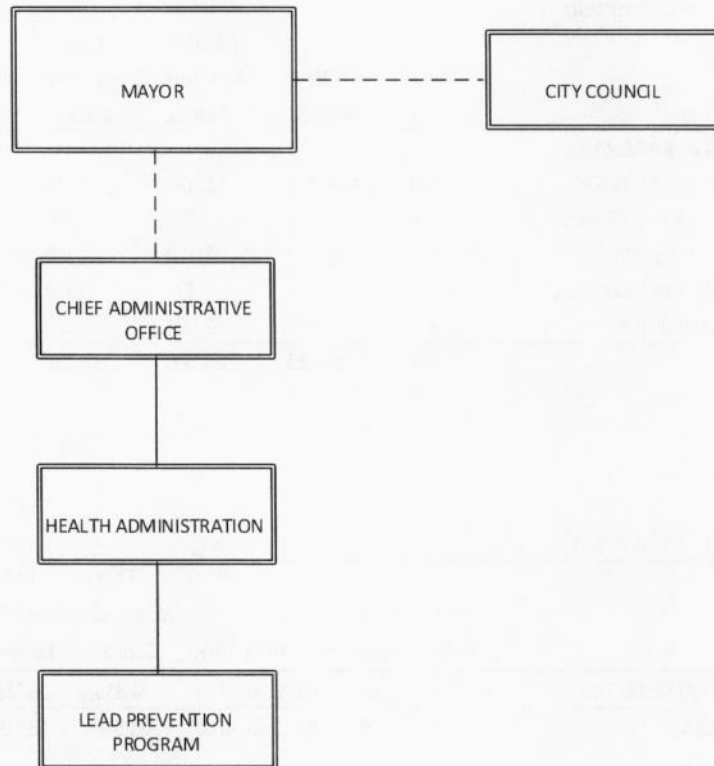 MAYOR
CITY COUNCIL
CHIEF ADMINISTRATIVE
OFFICE
HEALTH ADMINISTRATION
LEAD PREVENTION
PROGRAM